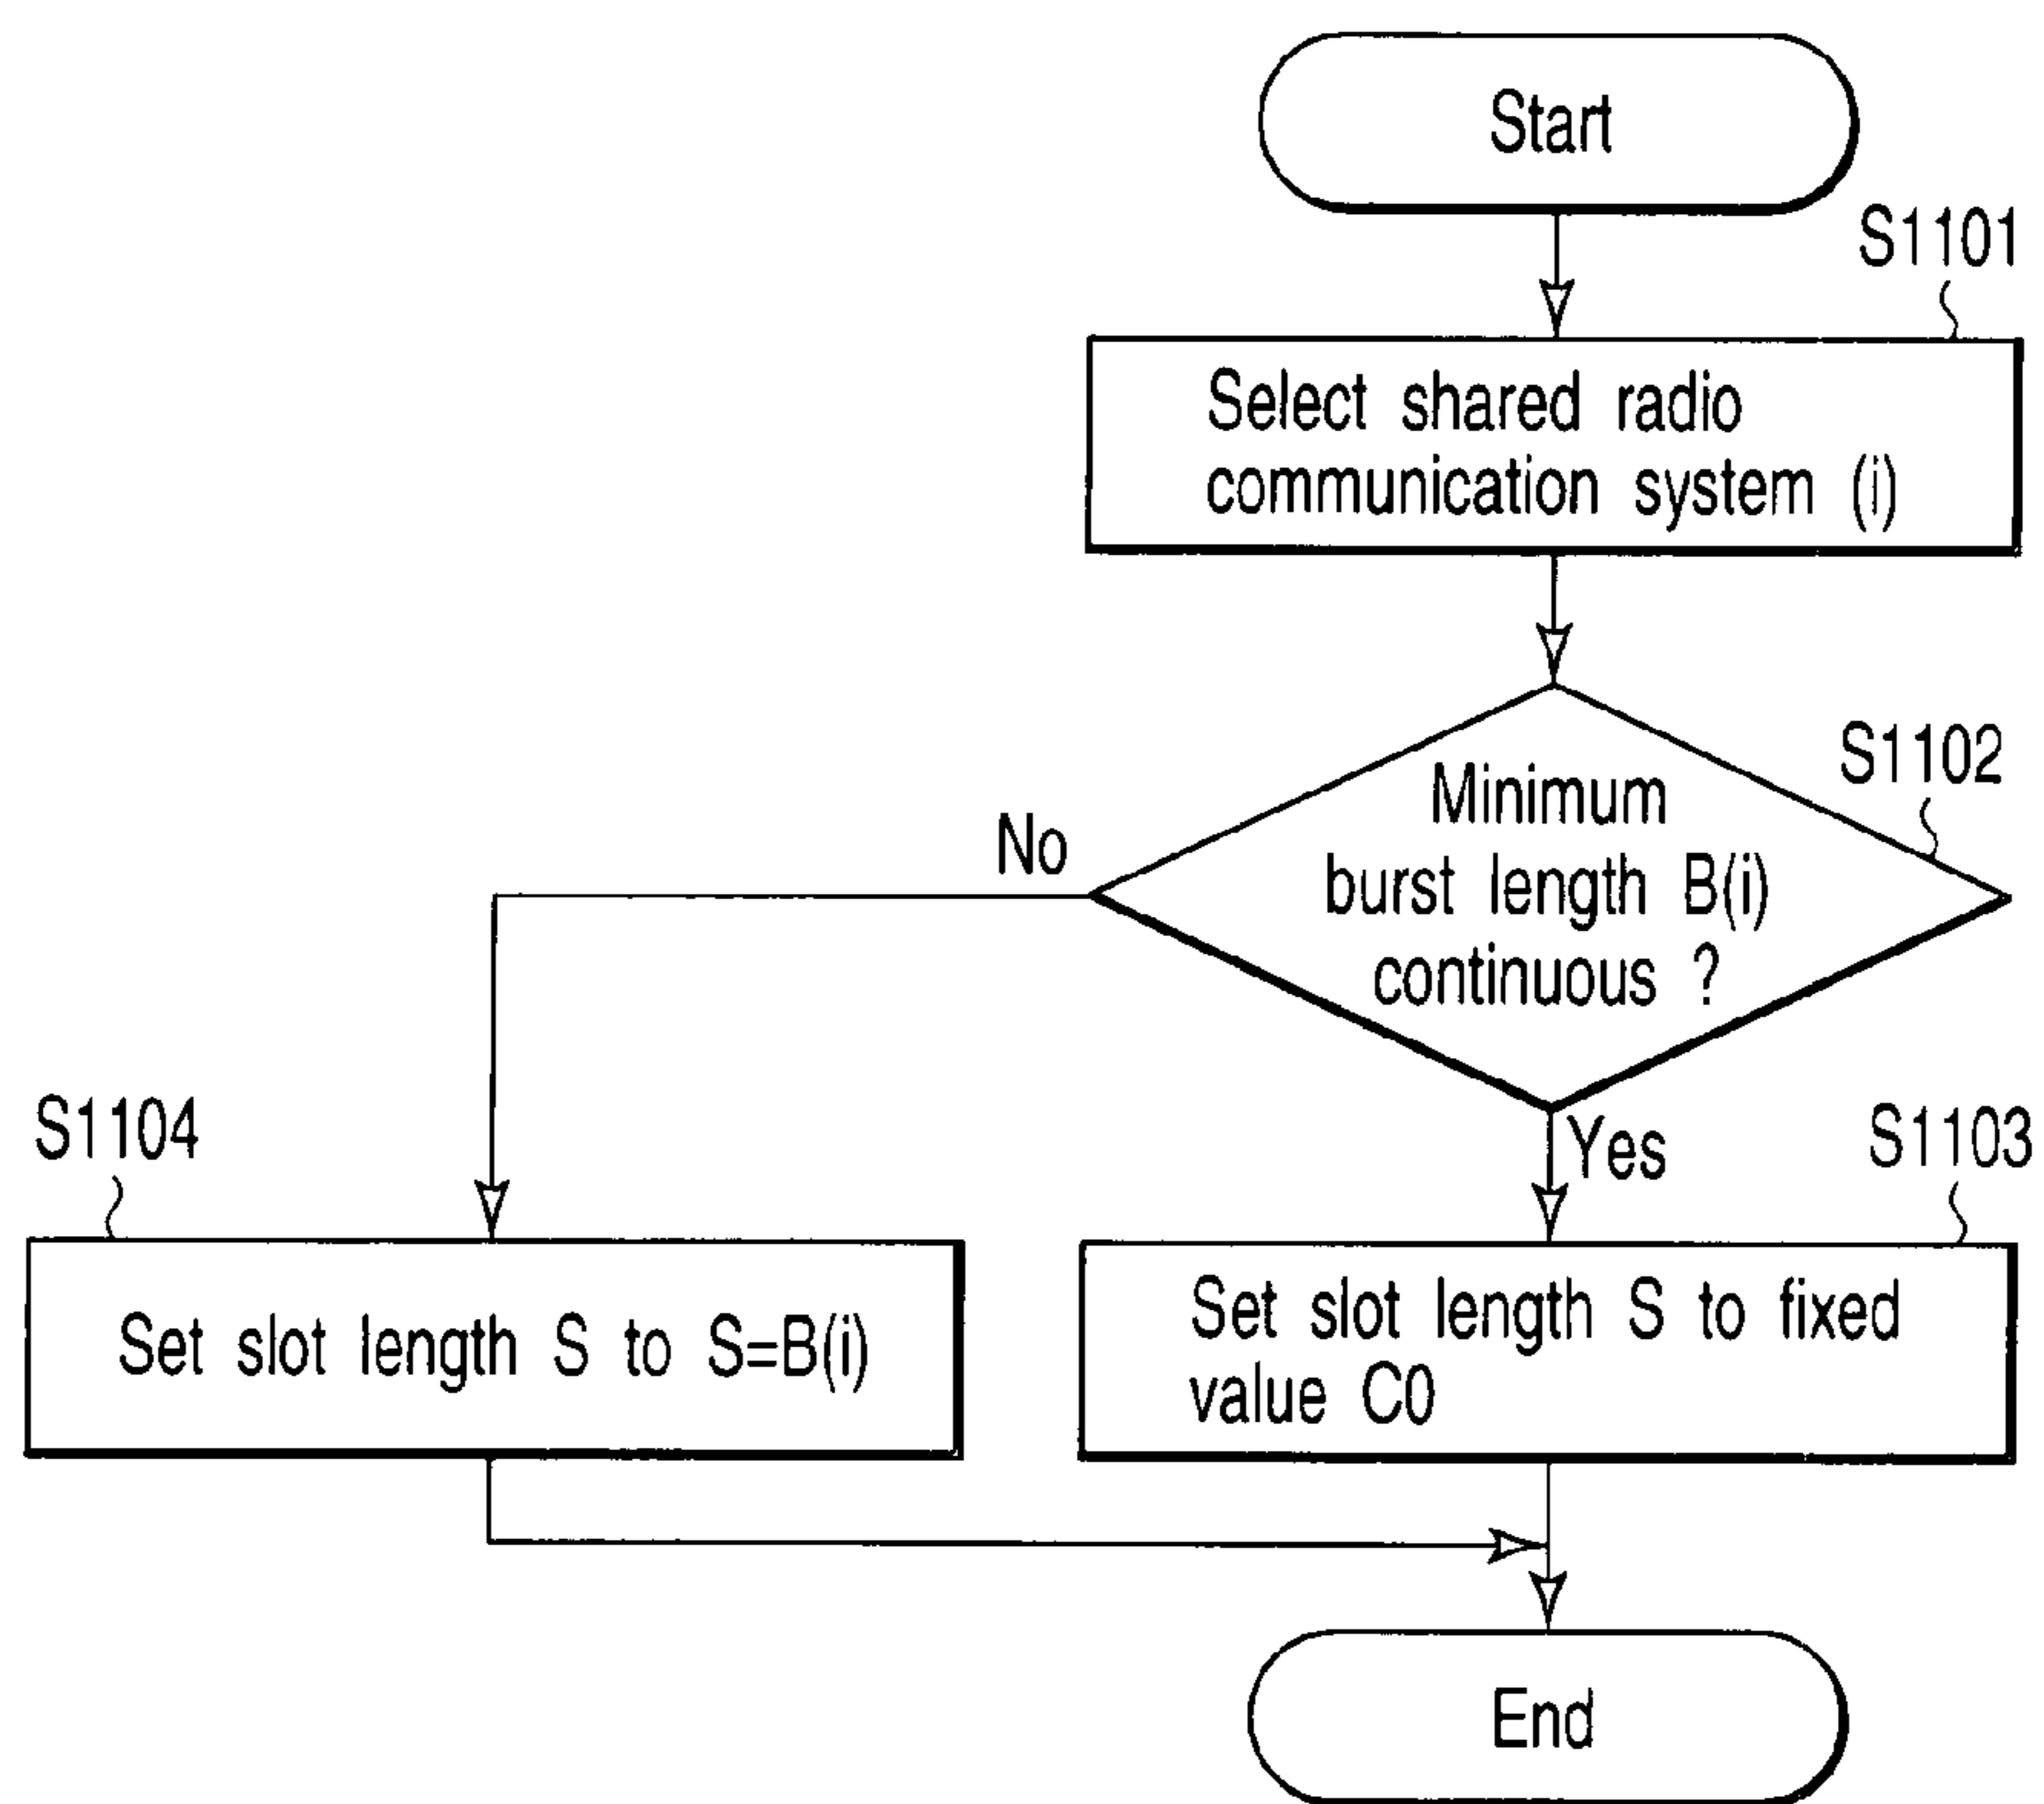 Start
S1101
Select shared radio
communication system (i)
S1102
Minimum
burst length B(i)
continuous ?
No
Yes
S1104
S1103
Set slot length S to S=B(i)
Set slot length S to fixed
value C0
End